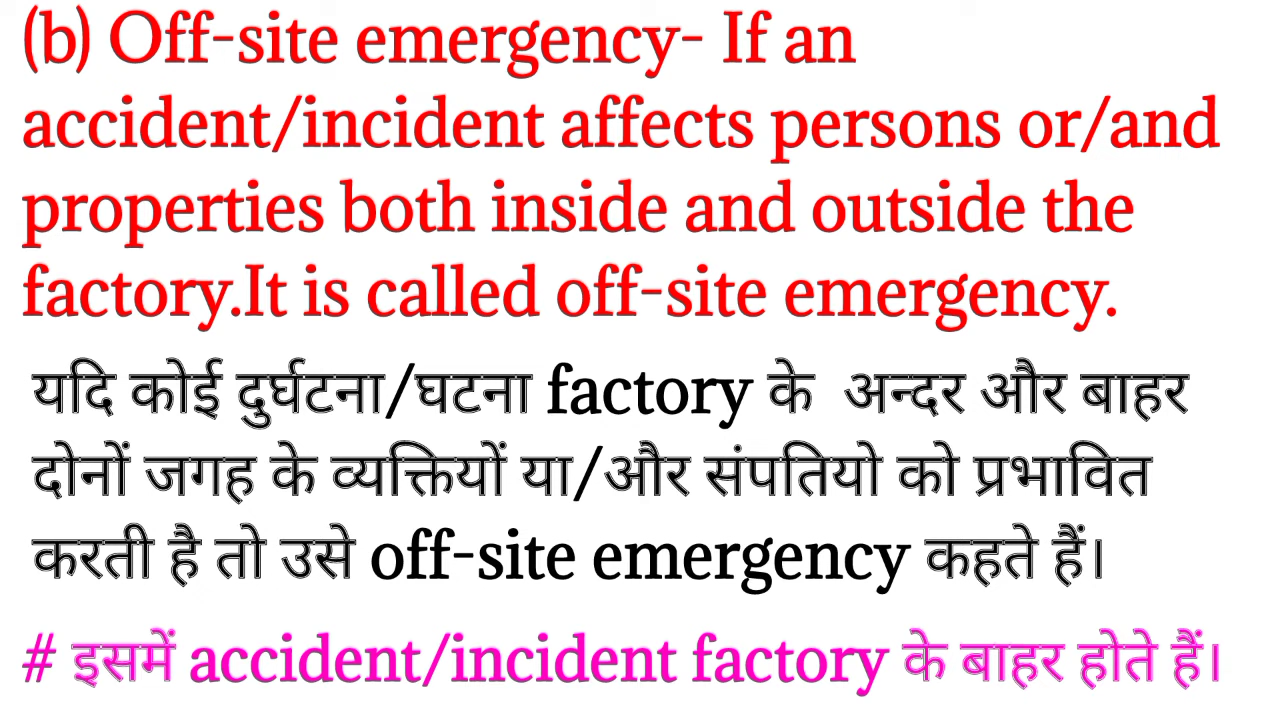 (b) Off-site emergency- If an
accident/incident affects persons or/and
properties both inside and outside the
factory.It is called off-site emergency.
यदि कोई दुर्घटना/घटना factory के अन्दर और बाहर
दोनों जगह के व्यक्तियों या/और संपतियो को प्रभावित
करती है तो उसे off-site emergency कहते हैं।
# इसमें accident/incident factory के बाहर होते हैं।